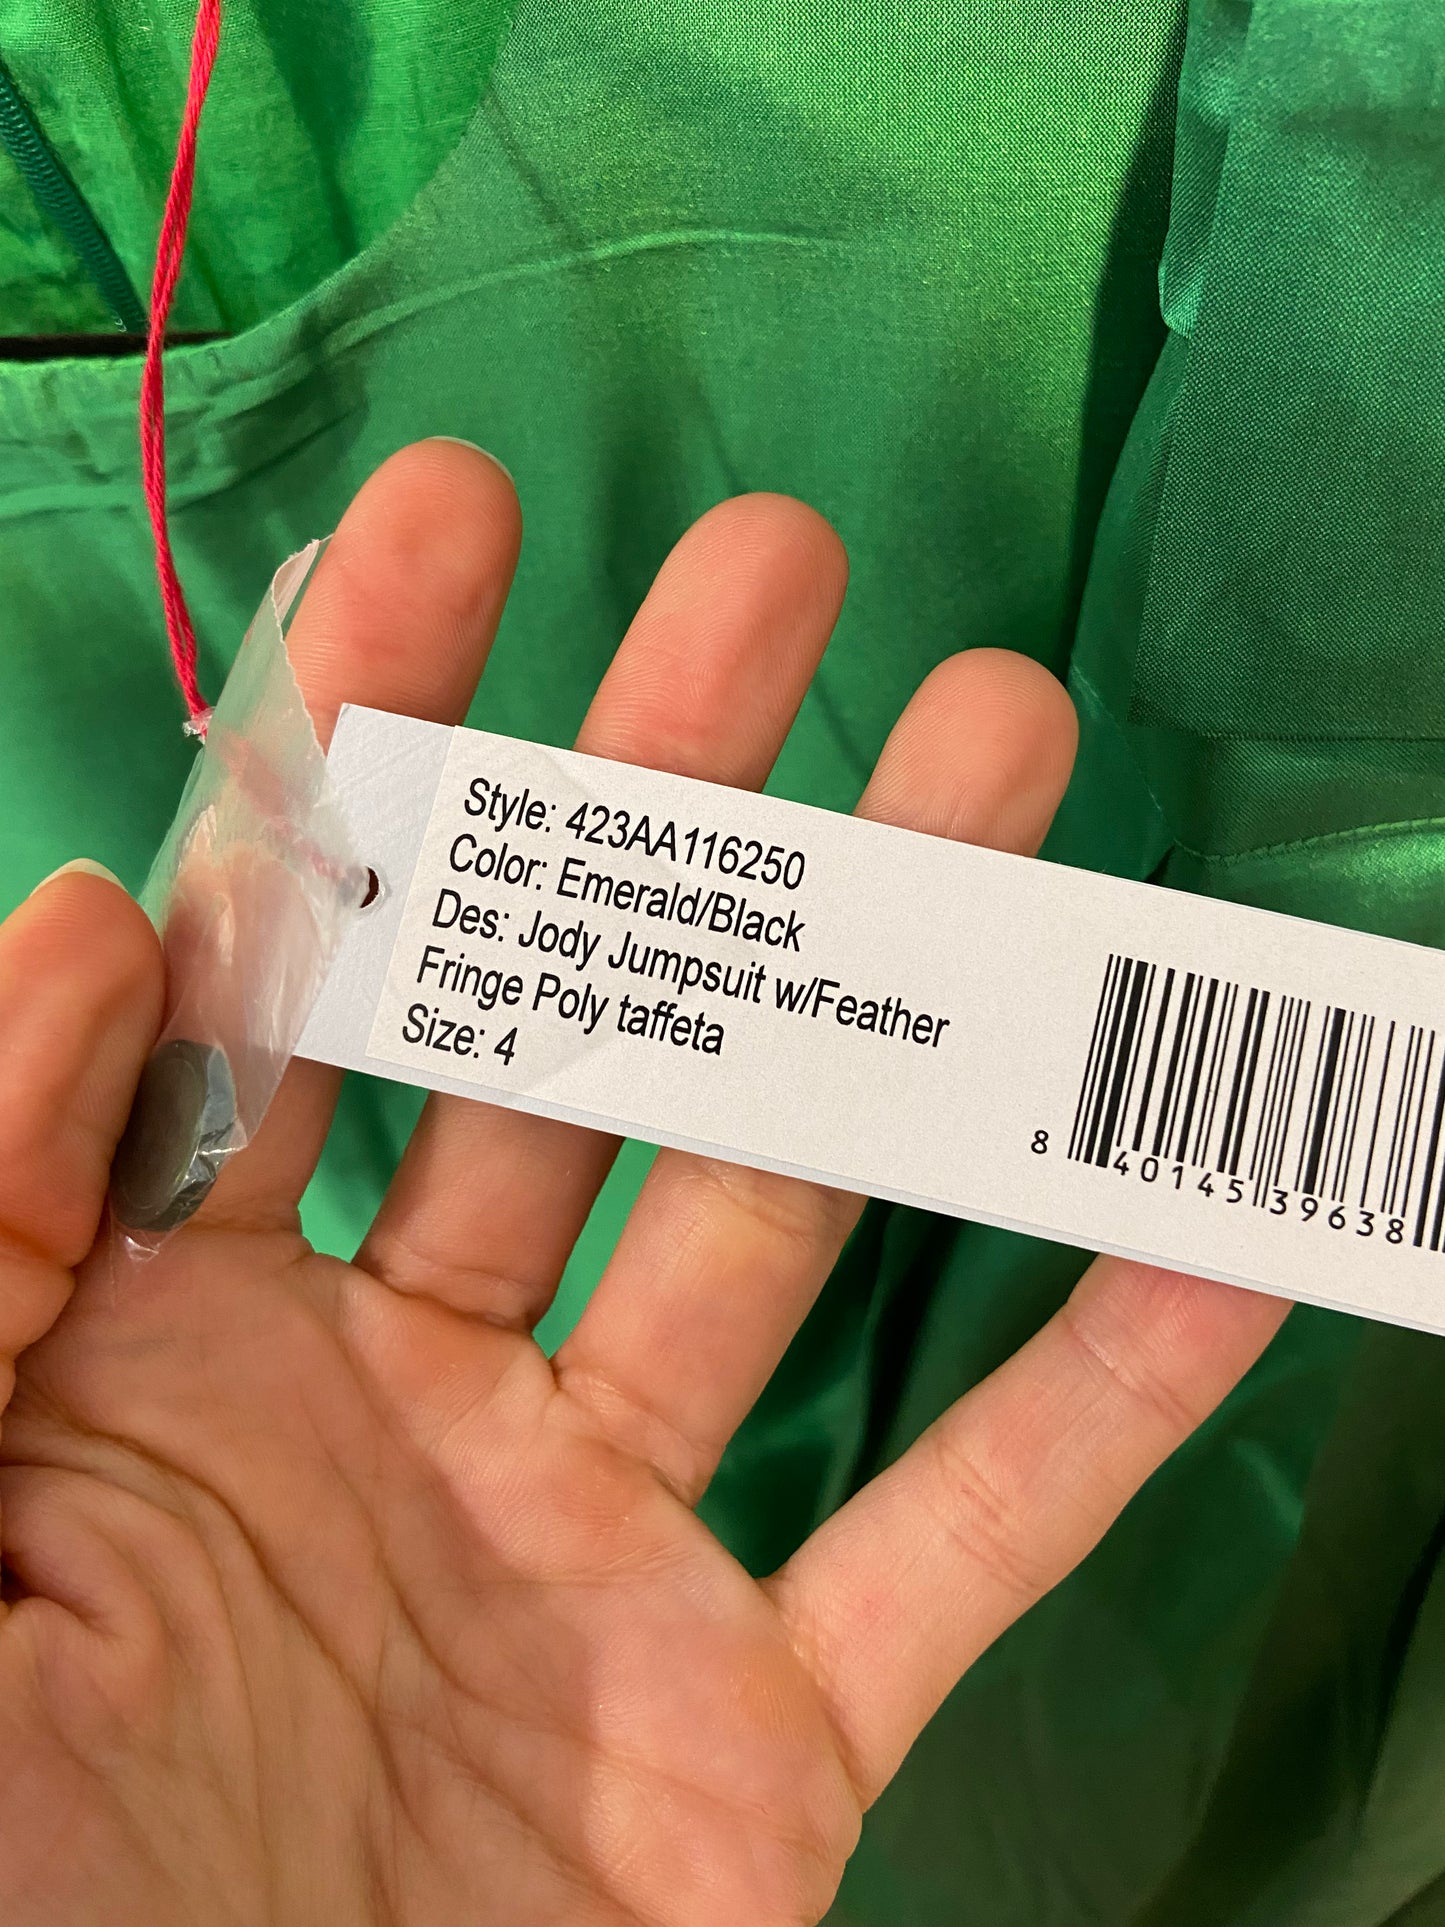 Style: 423AA116250
Color: Emerald/Black
Des: Jody Jumpsuit w/Feather
Fringe Poly taffeta
Size: 4
8 40145 39638